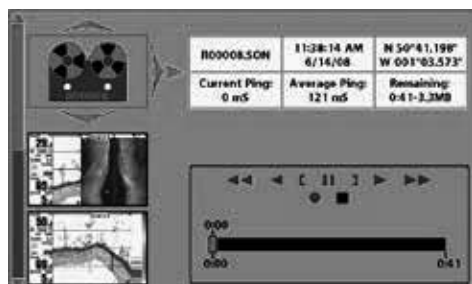 R00008.SON
11:38:14 AM
6/14/08
N 50°41.198"
W 001°03.573"
Current Ping:
0 mS
Average Ping:
121 mS
Remaining:
0:41-3.3MB
0:00
0:00
0:41